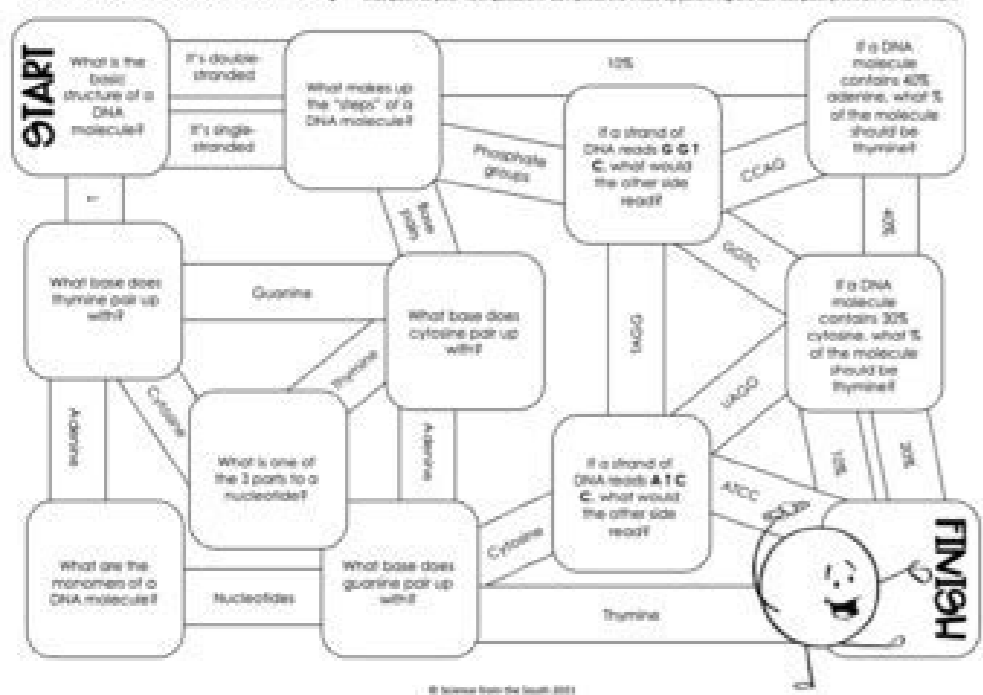 START
What is the
basic
structure of a
DNA
molecule?
It's double-
stranded
It's single-
stranded
What makes up
the "steps" of a
DNA molecule?
10%
If a DNA
molecule
contains 40%
adenine, what %
of the molecule
should be
thymine?
Phosphate
groups
If a strand of
DNA reads G G T
C, what would
the other side
read?
CCAG
Base
pairs
40%
What base does
thymine pair up
with?
Guanine
What base does
cytosine pair up
with?
GGTC
If a DNA
molecule
contains 30%
cytosine, what %
of the molecule
should be
thymine?
Thymine
UAGG
Cytosine
Adenine
Adenine
10%
20%
What is one of
the 3 parts to a
nucleotide?
If a strand of
DNA reads A T C
C, what would
the other side
read?
ATCC
Cytosine
What are the
monomers of a
DNA molecule?
Nucleotides
What base does
guanine pair up
with?
Thymine
FINISH
© Science from the South 2021